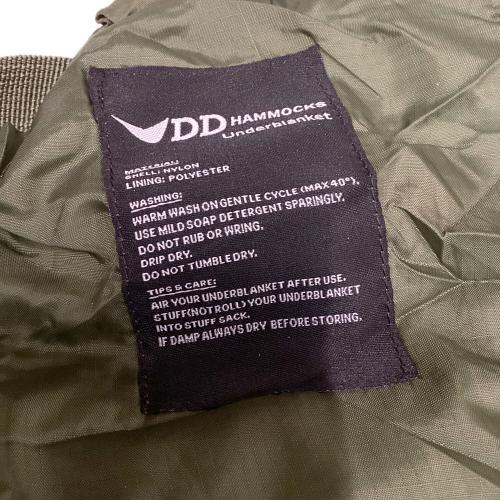 DD HAMMOCKS
Underblanket
MATERIAL:
SHELL: NYLON
LINING: POLYESTER
WASHING:
WARM WASH ON GENTLE CYCLE (MAX 40°).
USE MILD SOAP DETERGENT SPARINGLY.
DO NOT RUB OR WRING.
DRIP DRY.
DO NOT TUMBLE DRY.
TIPS & CARE:
AIR YOUR UNDERBLANKET AFTER USE.
STUFF(NOT ROLL) YOUR UNDERBLANKET
INTO STUFF SACK.
IF DAMP ALWAYS DRY BEFORE STORING.